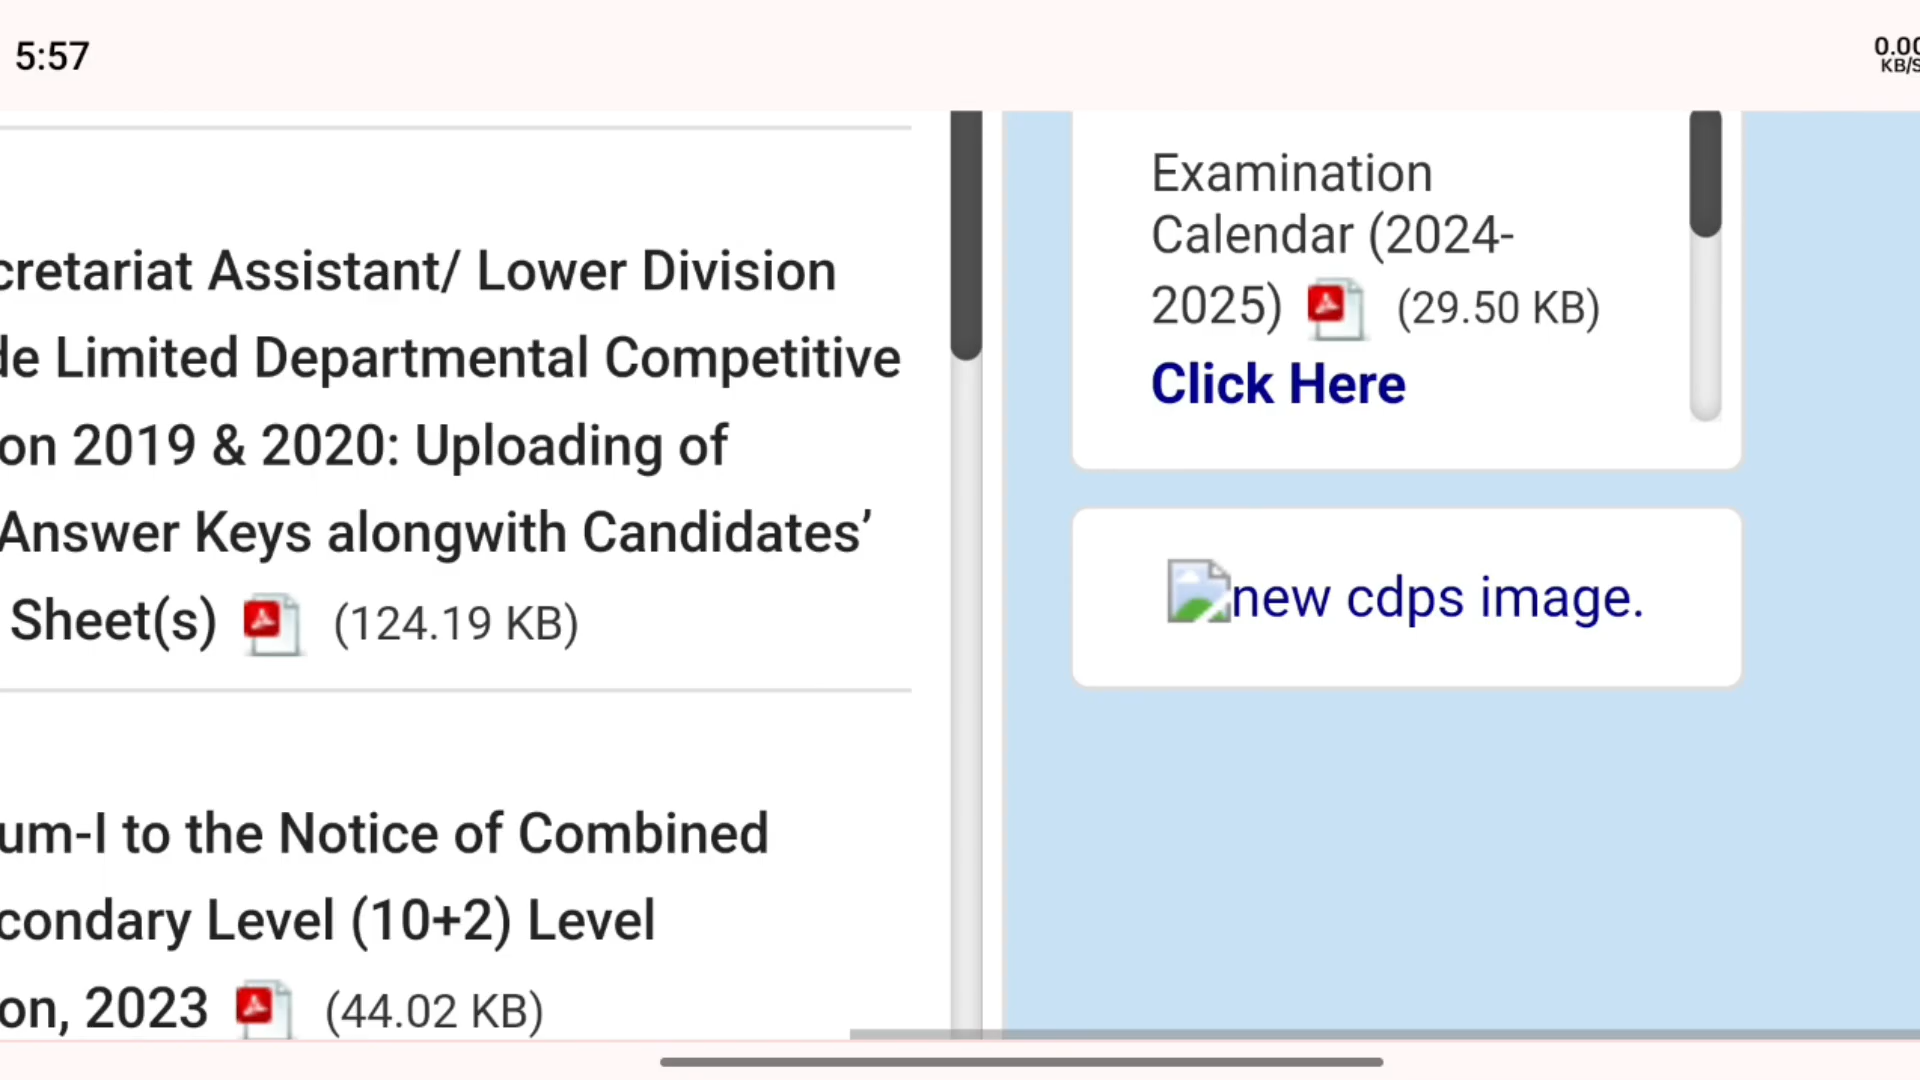 5:57
0.00
KB/S
cretariat Assistant/ Lower Division
de Limited Departmental Competitive
on 2019 & 2020: Uploading of
Answer Keys alongwith Candidates’
Sheet(s) (124.19 KB)
um-I to the Notice of Combined
condary Level (10+2) Level
on, 2023 (44.02 KB)
Examination
Calendar (2024-
2025) (29.50 KB)
Click Here
new cdps image.